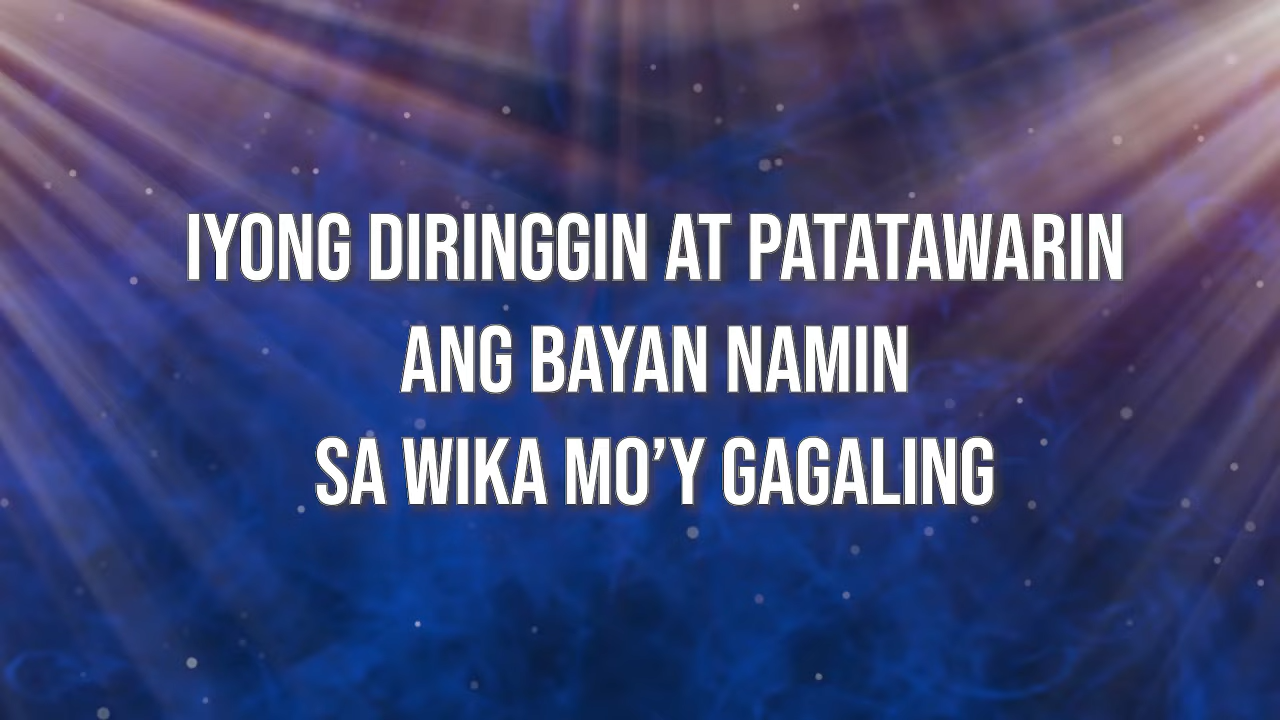 IYONG DIRINGGIN AT PATATAWARIN
ANG BAYAN NAMIN
SA WIKA MO’Y GAGALING